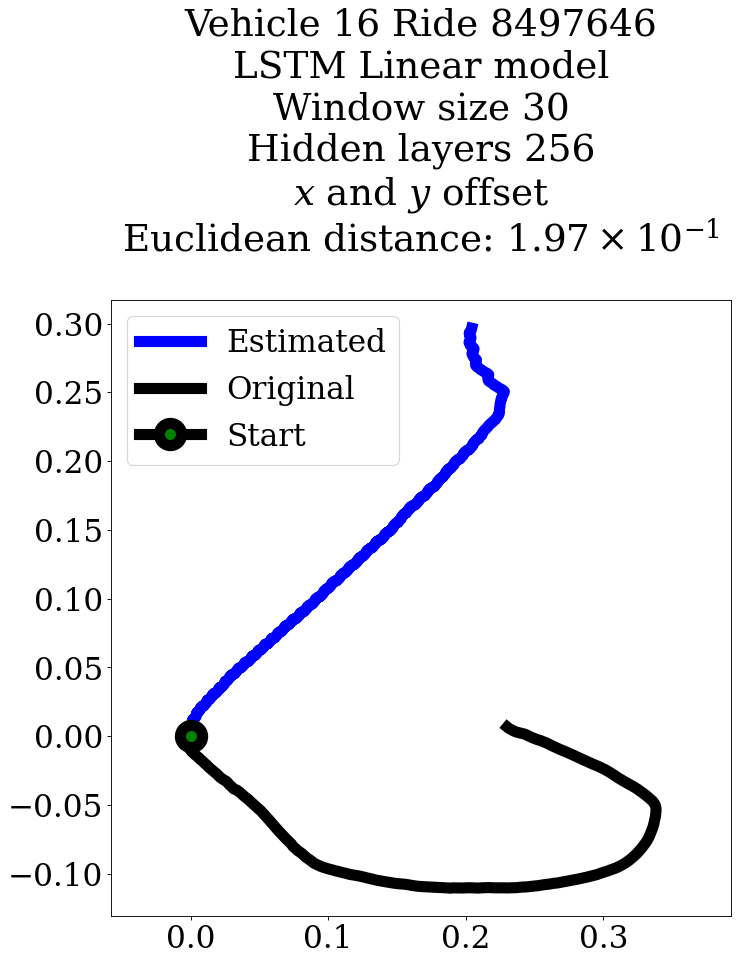 Vehicle 16 Ride 8497646
LSTM Linear model
Window size 30
Hidden layers 256
x and y offset
Euclidean distance: 1.97 × 10⁻¹
Estimated
Original
Start
0.30
0.25
0.20
0.15
0.10
0.05
0.00
−0.05
−0.10
0.0 0.1 0.2 0.3